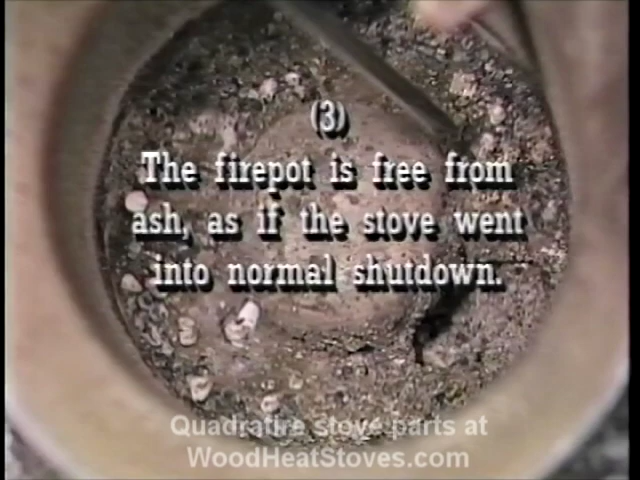 (3)
The firepot is free from
ash, as if the stove went
into normal shutdown.
Quadrafire stove parts at
WoodHeatStoves.com